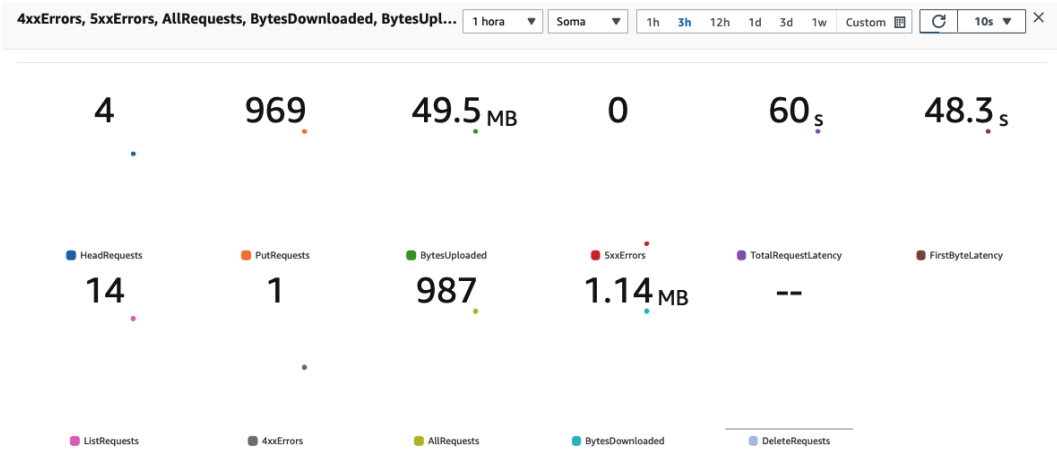 4xxErrors, 5xxErrors, AllRequests, BytesDownloaded, BytesUpl... 1 hora Soma 1h 3h 12h 1d 3d 1w Custom 10s
4 969 49.5 MB 0 60 s 48.3 s
HeadRequests PutRequests BytesUploaded 5xxErrors TotalRequestLatency FirstByteLatency
14 1 987 1.14 MB --
ListRequests 4xxErrors AllRequests BytesDownloaded DeleteRequests